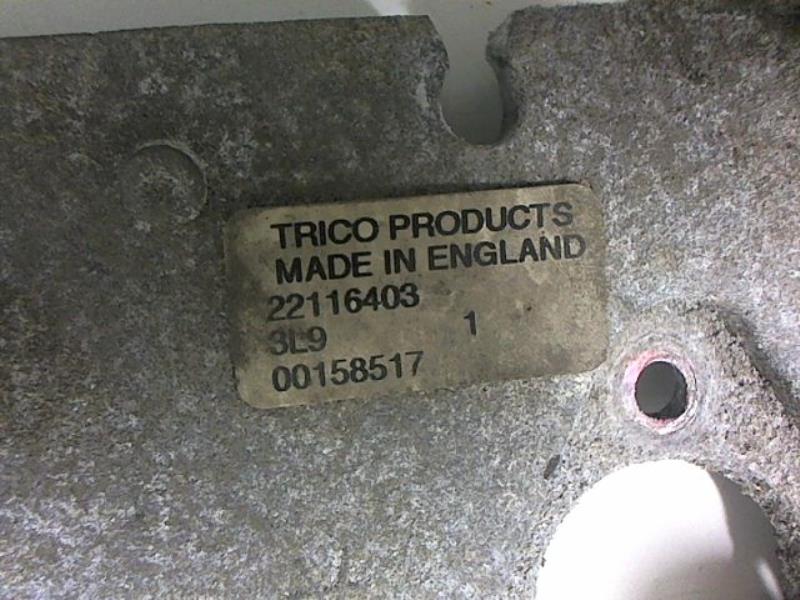 TRICO PRODUCTS
MADE IN ENGLAND
22116403
3L9 1
00158517